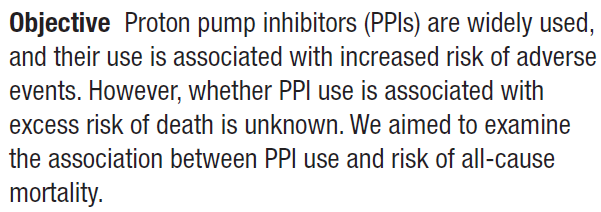 Objective Proton pump inhibitors (PPIs) are widely used,
and their use is associated with increased risk of adverse
events. However, whether PPI use is associated with
excess risk of death is unknown. We aimed to examine
the association between PPI use and risk of all-cause
mortality.